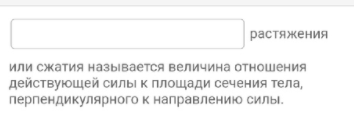 растяжения
или сжатия называется величина отношения
действующей силы к площади сечения тела,
перпендикулярного к направлению силы.